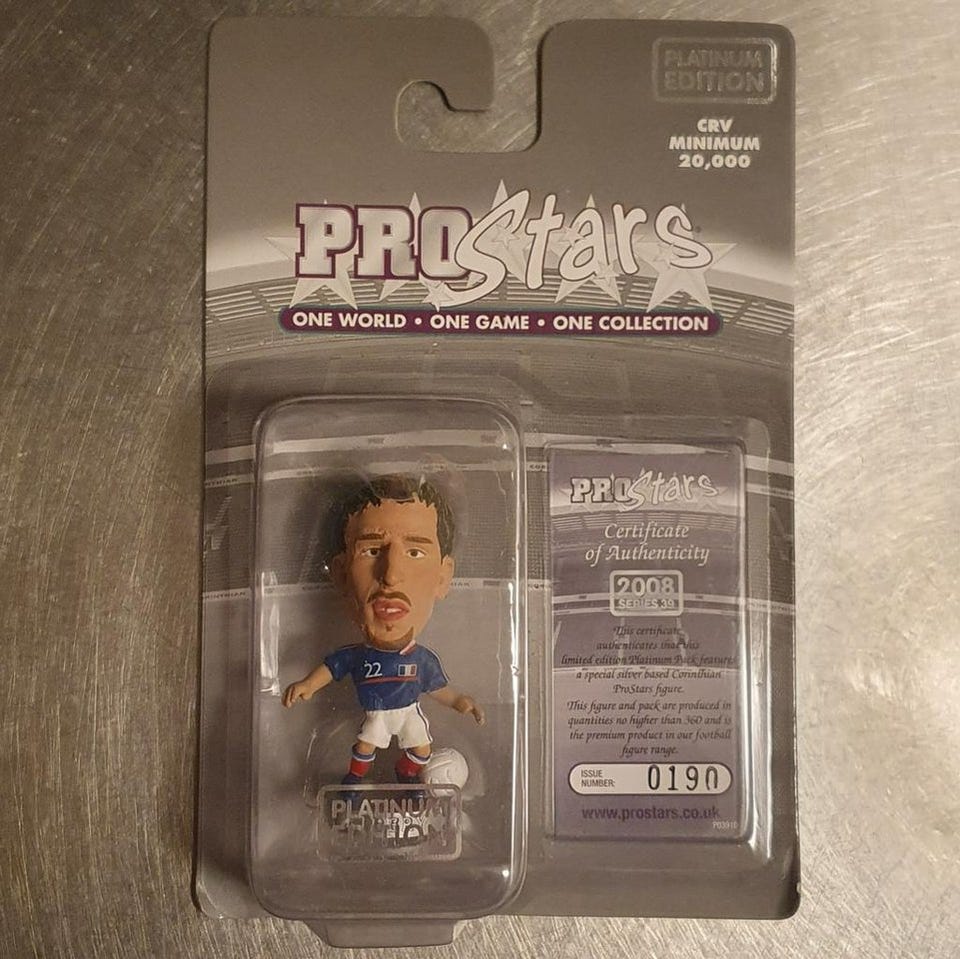 PLATINUM
EDITION
CRV
MINIMUM
20,000
PROStars
ONE WORLD • ONE GAME • ONE COLLECTION
PROStars
Certificate
of Authenticity
2008
SERIES 39
This certificate
authenticates that this
limited edition Platinum Pack features
a special silver based Corinthian
ProStars figure.
This figure and pack are produced in
quantities no higher than 360 and is
the premium product in our football
figure range.
ISSUE
NUMBER:
0190
www.prostars.co.uk
22
PLATINUM
EDITION